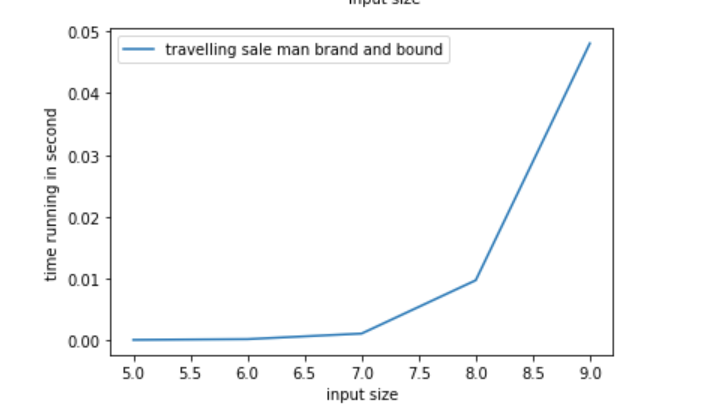 input size
0.05
travelling sale man brand and bound
0.04
0.03
0.02
0.01
0.00
time running in second
5.0 5.5 6.0 6.5 7.0 7.5 8.0 8.5 9.0
input size